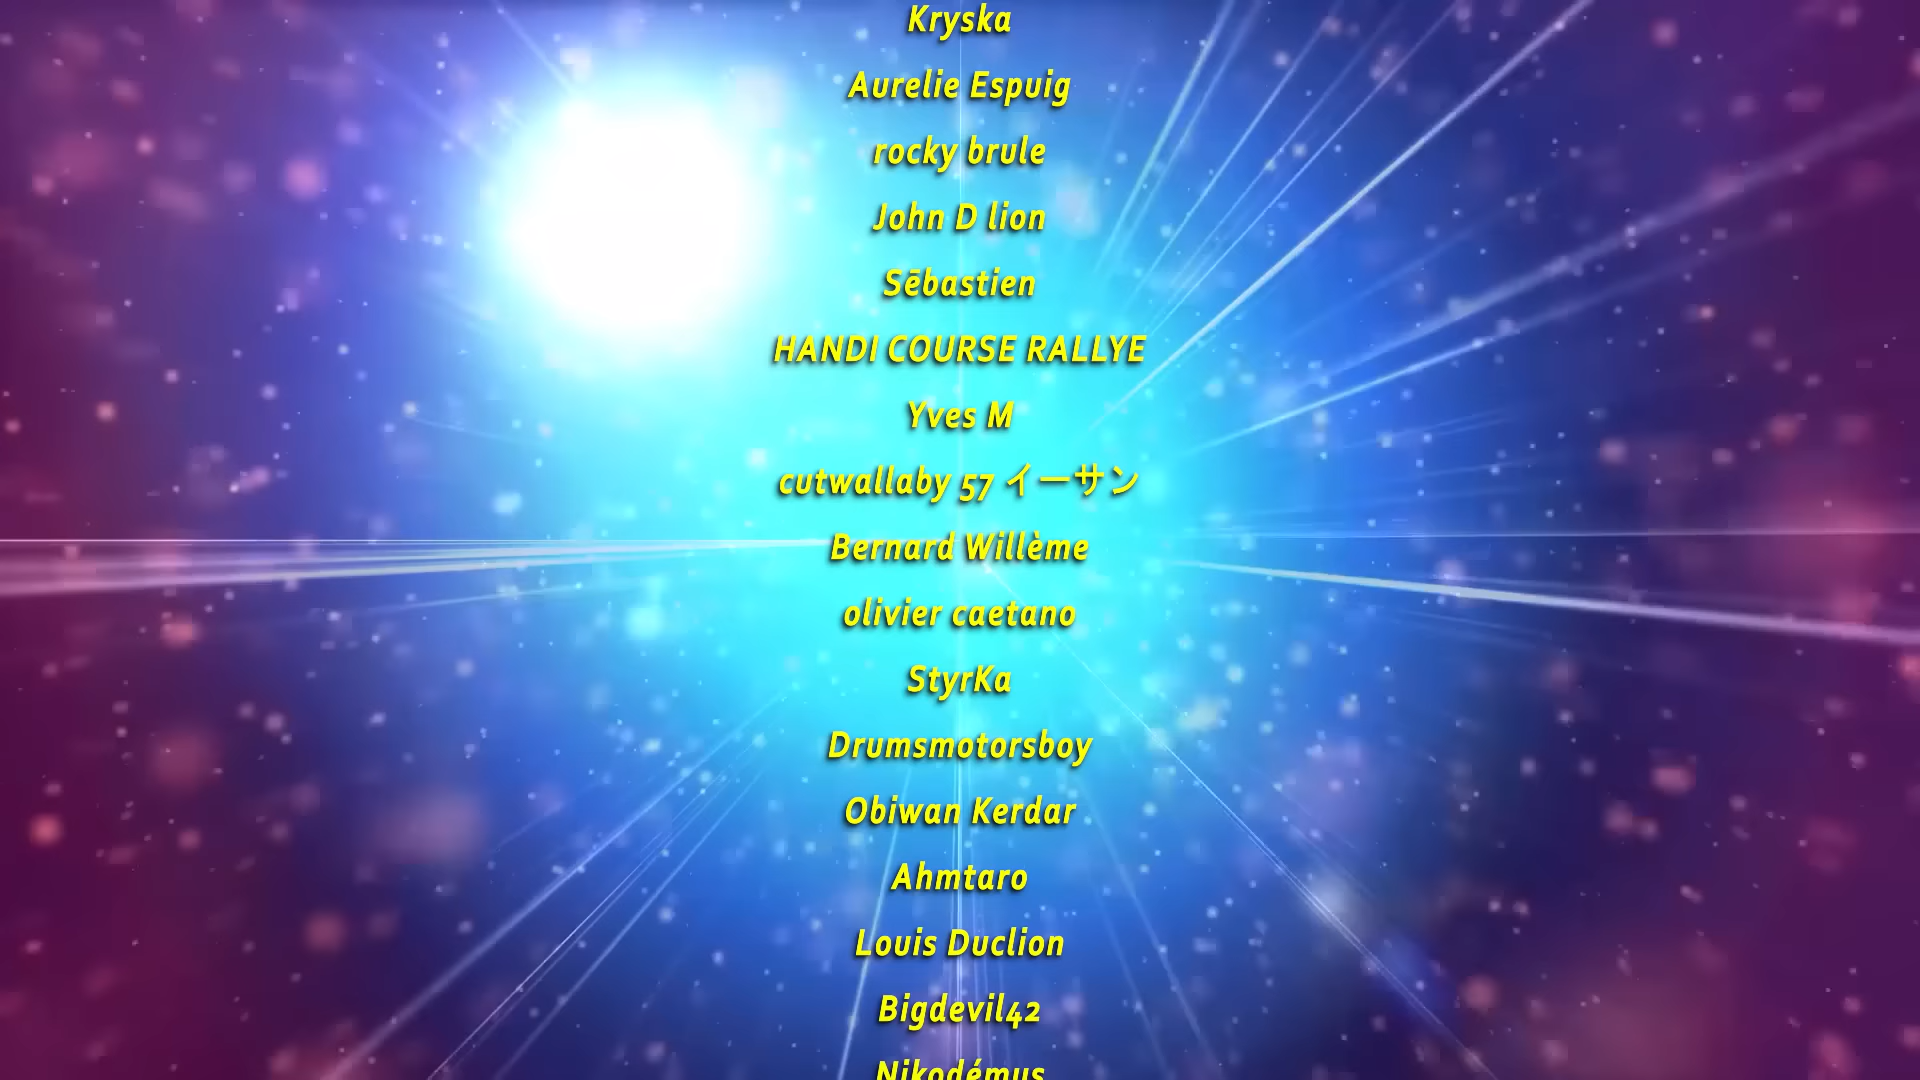 Kryska
Aurelie Espuig
rocky brule
John D lion
Sēbastien
HANDI COURSE RALLYE
Yves M
cutwallaby 57 イーサン
Bernard Willème
olivier caetano
StyrKa
Drumsmotorsboy
Obiwan Kerdar
Ahmtaro
Louis Duclion
Bigdevil42
Nikodémus